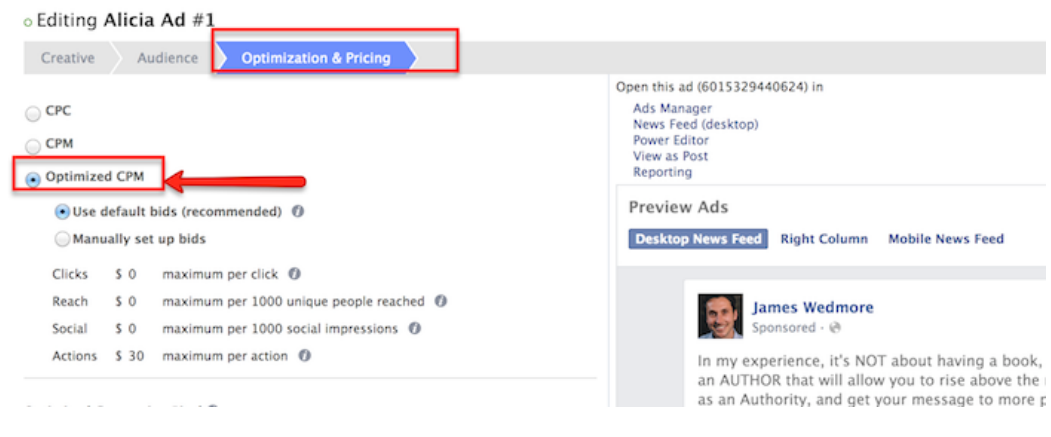 Editing Alicia Ad #1
Creative Audience Optimization & Pricing
CPC
CPM
Optimized CPM
Use default bids (recommended)
Manually set up bids
Clicks $ 0 maximum per click
Reach $ 0 maximum per 1000 unique people reached
Social $ 0 maximum per 1000 social impressions
Actions $ 30 maximum per action
Open this ad (6015329440624) in
Ads Manager
News Feed (desktop)
Power Editor
View as Post
Reporting
Preview Ads
Desktop News Feed Right Column Mobile News Feed
James Wedmore
Sponsored ·
In my experience, it's NOT about having a book,
an AUTHOR that will allow you to rise above the
as an Authority, and get your message to more